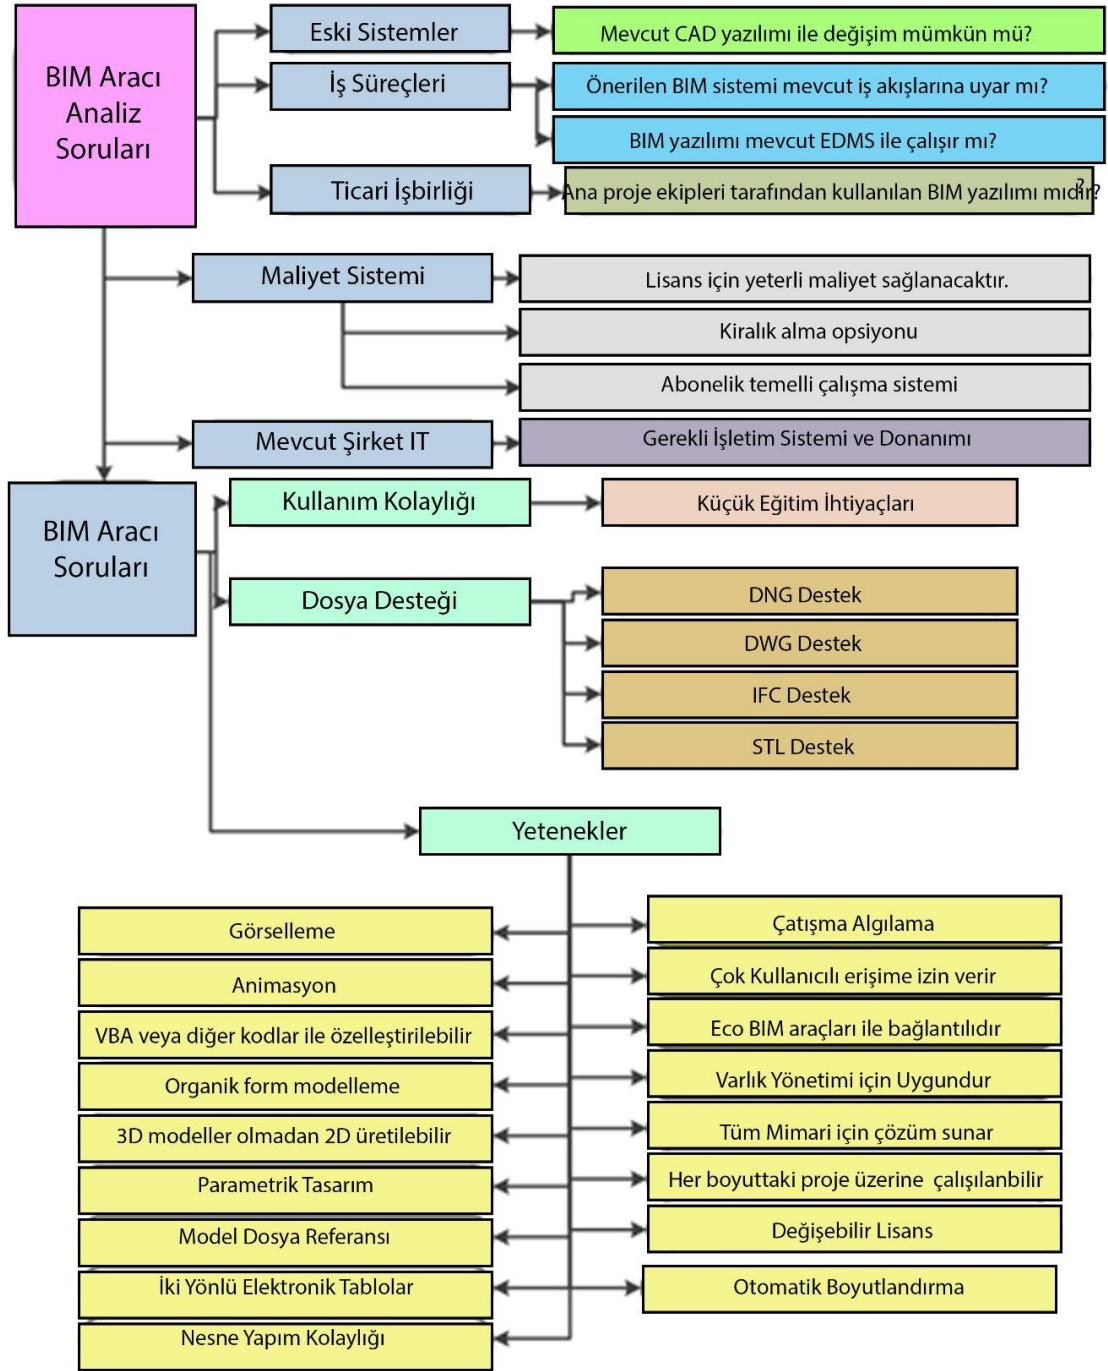 BIM Aracı
Analiz
Soruları
Eski Sistemler
Mevcut CAD yazılımı ile değişim mümkün mü?
İş Süreçleri
Önerilen BIM sistemi mevcut iş akışlarına uyar mı?
BIM yazılımı mevcut EDMS ile çalışır mı?
Ticari İşbirliği
Ana proje ekipleri tarafından kullanılan BIM yazılımı mıdır?
?
Maliyet Sistemi
Lisans için yeterli maliyet sağlanacaktır.
Kiralık alma opsiyonu
Abonelik temelli çalışma sistemi
Mevcut Şirket IT
Gerekli İşletim Sistemi ve Donanımı
BIM Aracı
Soruları
Kullanım Kolaylığı
Küçük Eğitim İhtiyaçları
Dosya Desteği
DNG Destek
DWG Destek
IFC Destek
STL Destek
Yetenekler
Görselleme
Animasyon
VBA veya diğer kodlar ile özelleştirilebilir
Organik form modelleme
3D modeller olmadan 2D üretilebilir
Parametrik Tasarım
Model Dosya Referansı
İki Yönlü Elektronik Tablolar
Nesne Yapım Kolaylığı
Çatışma Algılama
Çok Kullanıcılı erişime izin verir
Eco BIM araçları ile bağlantılıdır
Varlık Yönetimi için Uygundur
Tüm Mimari için çözüm sunar
Her boyuttaki proje üzerine çalışılanbilir
Değişebilir Lisans
Otomatik Boyutlandırma